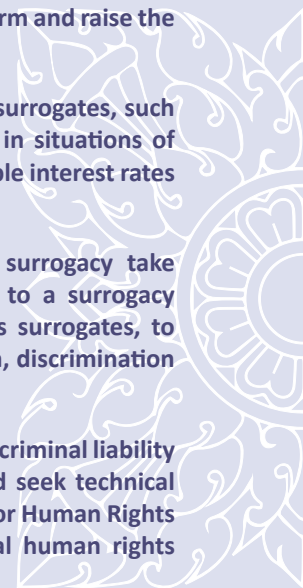 rm and raise the
surrogates, such
in situations of
ble interest rates
surrogacy take
to a surrogacy
s surrogates, to
, discrimination
criminal liability
d seek technical
or Human Rights
al human rights